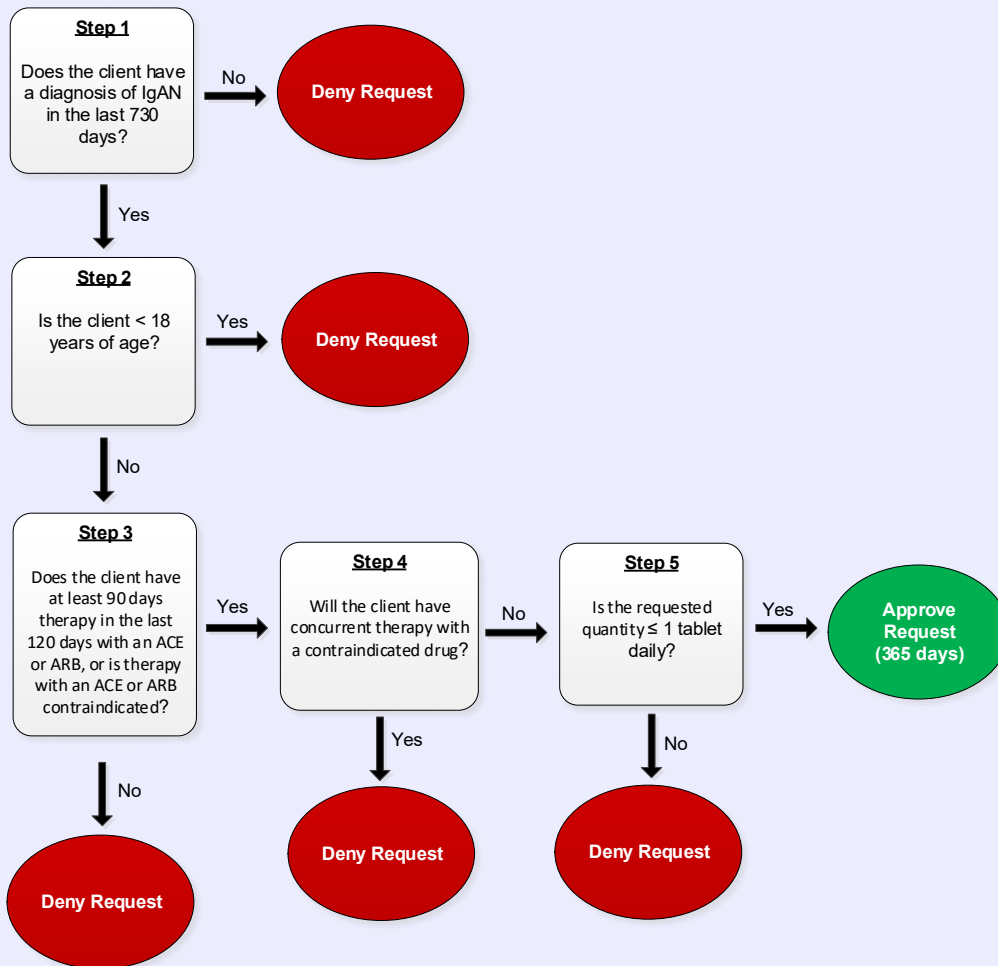 Step 1
Does the client have
a diagnosis of IgAN
in the last 730
days?
No
Deny Request
Yes
Step 2
Is the client < 18
years of age?
Yes
Deny Request
No
Step 3
Does the client have
at least 90 days
therapy in the last
120 days with an ACE
or ARB, or is therapy
with an ACE or ARB
contraindicated?
Yes
Step 4
Will the client have
concurrent therapy with
a contraindicated drug?
No
Step 5
Is the requested
quantity ≤ 1 tablet
daily?
Yes
Approve
Request
(365 days)
No
Deny Request
Yes
Deny Request
No
Deny Request